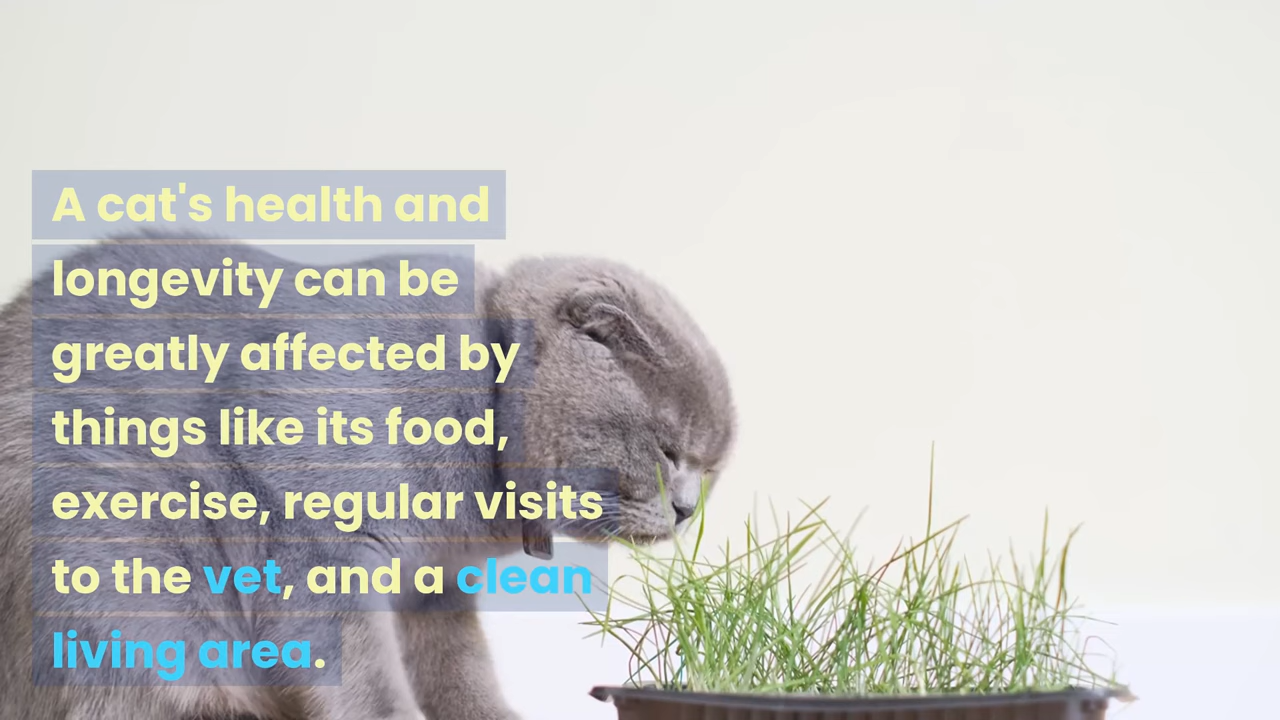 A cat's health and
longevity can be
greatly affected by
things like its food,
exercise, regular visits
to the vet, and a clean
living area.